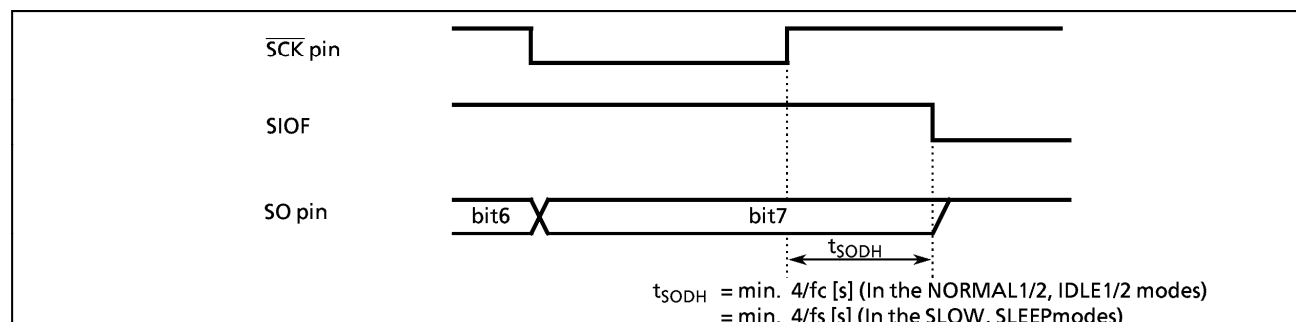 SCK pin
SIOF
SO pin
bit6
bit7
tSODH
tSODH = min. 4/fc [s] (In the NORMAL1/2, IDLE1/2 modes)
= min. 4/fs [s] (In the SLOW, SLEEPmodes)